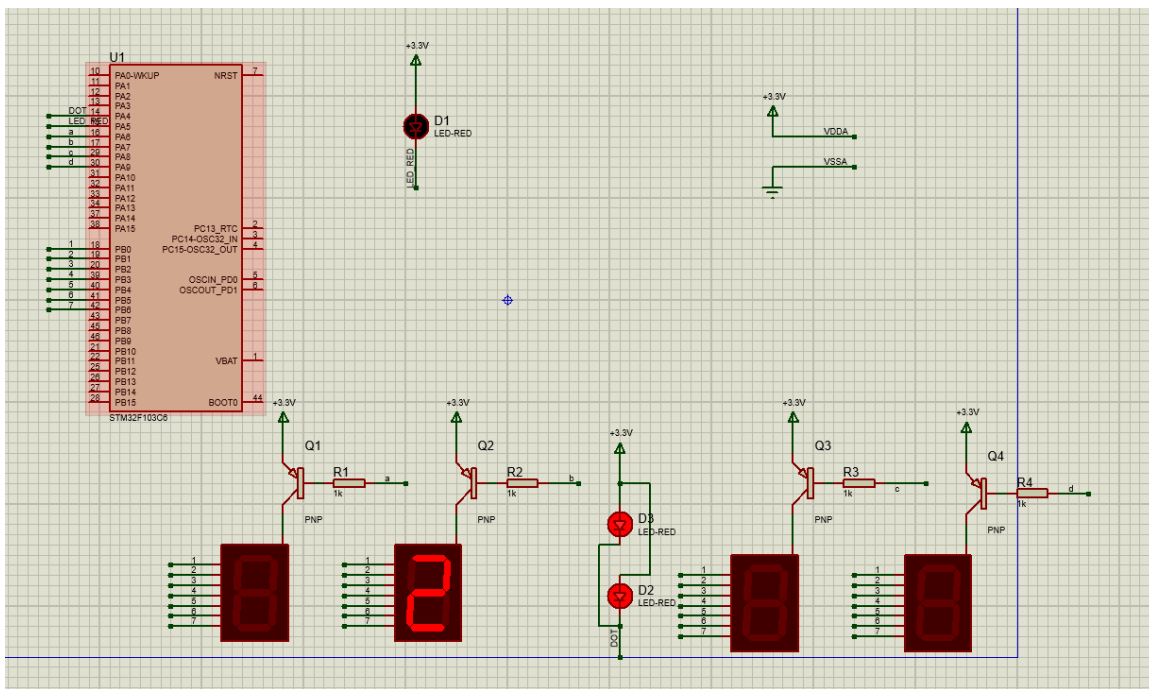 U1
10 PA0-WKUP NRST 7
11 PA1
12 PA2
13 PA3
DOT 14 PA4
LED_RED 15 PA5
a 16 PA6
b 17 PA7
c 29 PA8
d 30 PA9
31 PA10
32 PA11
33 PA12
34 PA13
37 PA14
38 PA15
PC13_RTC 2
PC14-OSC32_IN 3
1 18 PB0 PC15-OSC32_OUT 4
2 19 PB1
3 20 PB2
4 39 PB3 OSCIN_PD0 5
5 40 PB4 OSCOUT_PD1 6
6 41 PB5
7 42 PB6
43 PB7
45 PB8
46 PB9
21 PB10
22 PB11 VBAT 1
25 PB12
26 PB13
27 PB14
28 PB15 BOOT0 44
STM32F103C6
+3.3V
D1
LED-RED
LED_RED
+3.3V
VDDA
VSSA
+3.3V
Q1
R1
1k
a
PNP
1
2
3
4
5
6
7
8
+3.3V
Q2
R2
1k
b
PNP
1
2
3
4
5
6
7
2
+3.3V
D3
LED-RED
D2
LED-RED
DOT
+3.3V
Q3
R3
1k
c
PNP
1
2
3
4
5
6
7
8
+3.3V
Q4
R4
1k
d
PNP
1
2
3
4
5
6
7
8